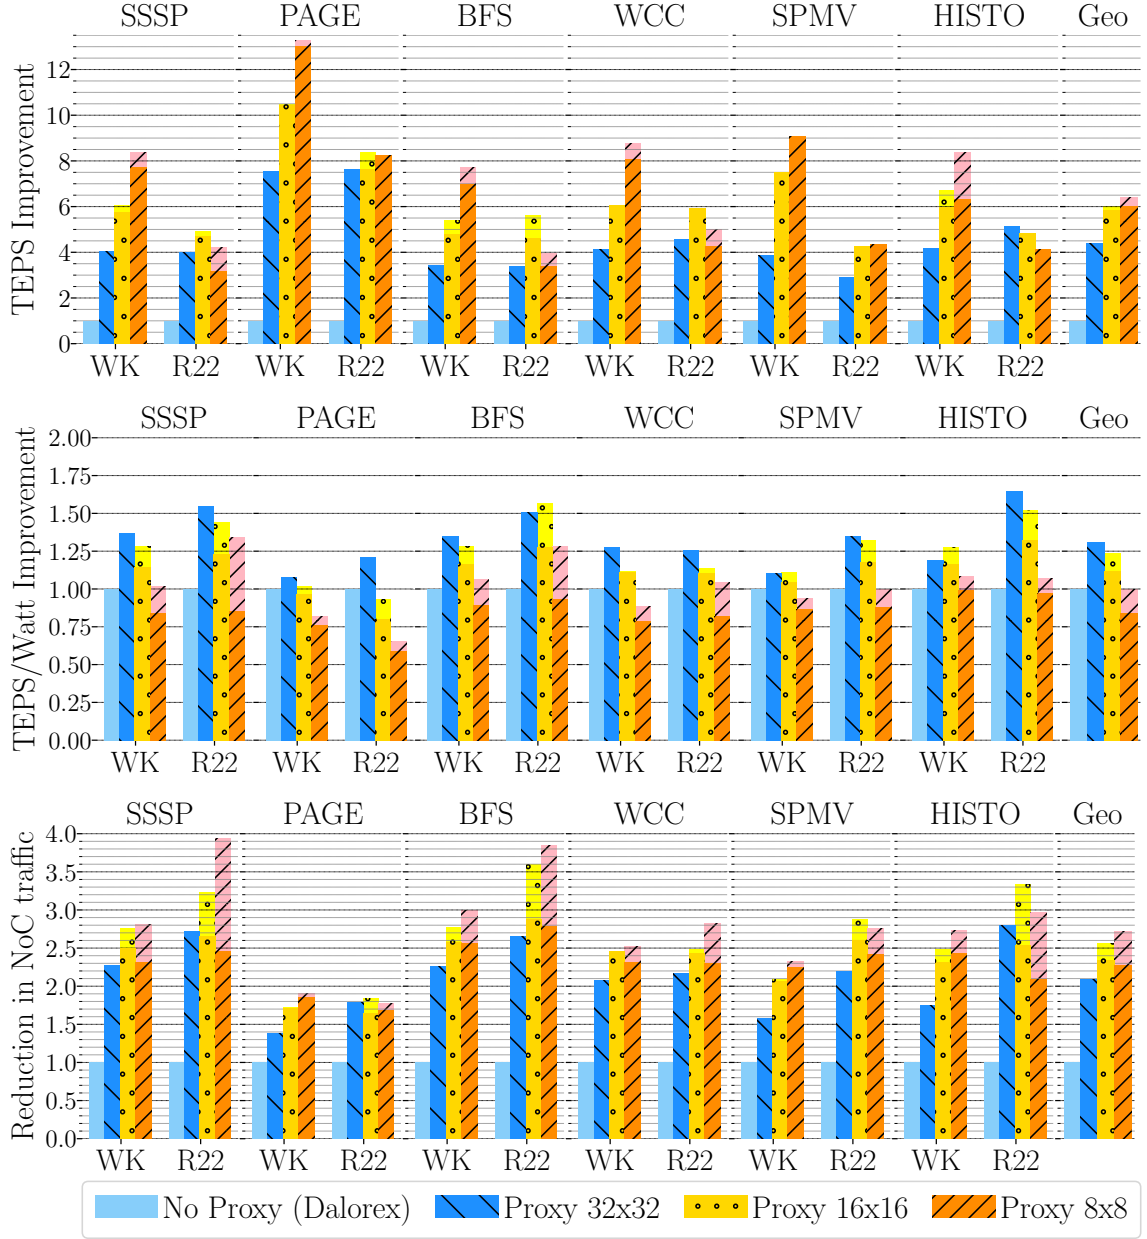 SSSP PAGE BFS WCC SPMV HISTO Geo
TEPS Improvement
12
10
8
6
4
2
0
WK R22 WK R22 WK R22 WK R22 WK R22 WK R22
SSSP PAGE BFS WCC SPMV HISTO Geo
TEPS/Watt Improvement
2.00
1.75
1.50
1.25
1.00
0.75
0.50
0.25
0.00
WK R22 WK R22 WK R22 WK R22 WK R22 WK R22
SSSP PAGE BFS WCC SPMV HISTO Geo
Reduction in NoC traffic
4.0
3.5
3.0
2.5
2.0
1.5
1.0
0.5
0.0
WK R22 WK R22 WK R22 WK R22 WK R22 WK R22
No Proxy (Dalorex) Proxy 32x32 Proxy 16x16 Proxy 8x8